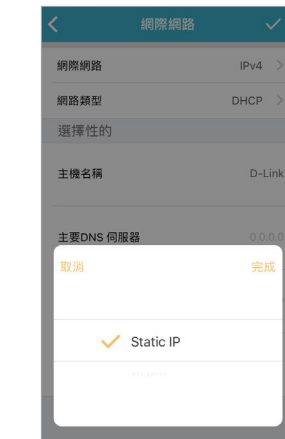 網際網路
網際網路 IPv4
網路類型 DHCP
選擇性的
主機名稱 D-Link
主要DNS 伺服器 0.0.0.0
取消 完成
Static IP